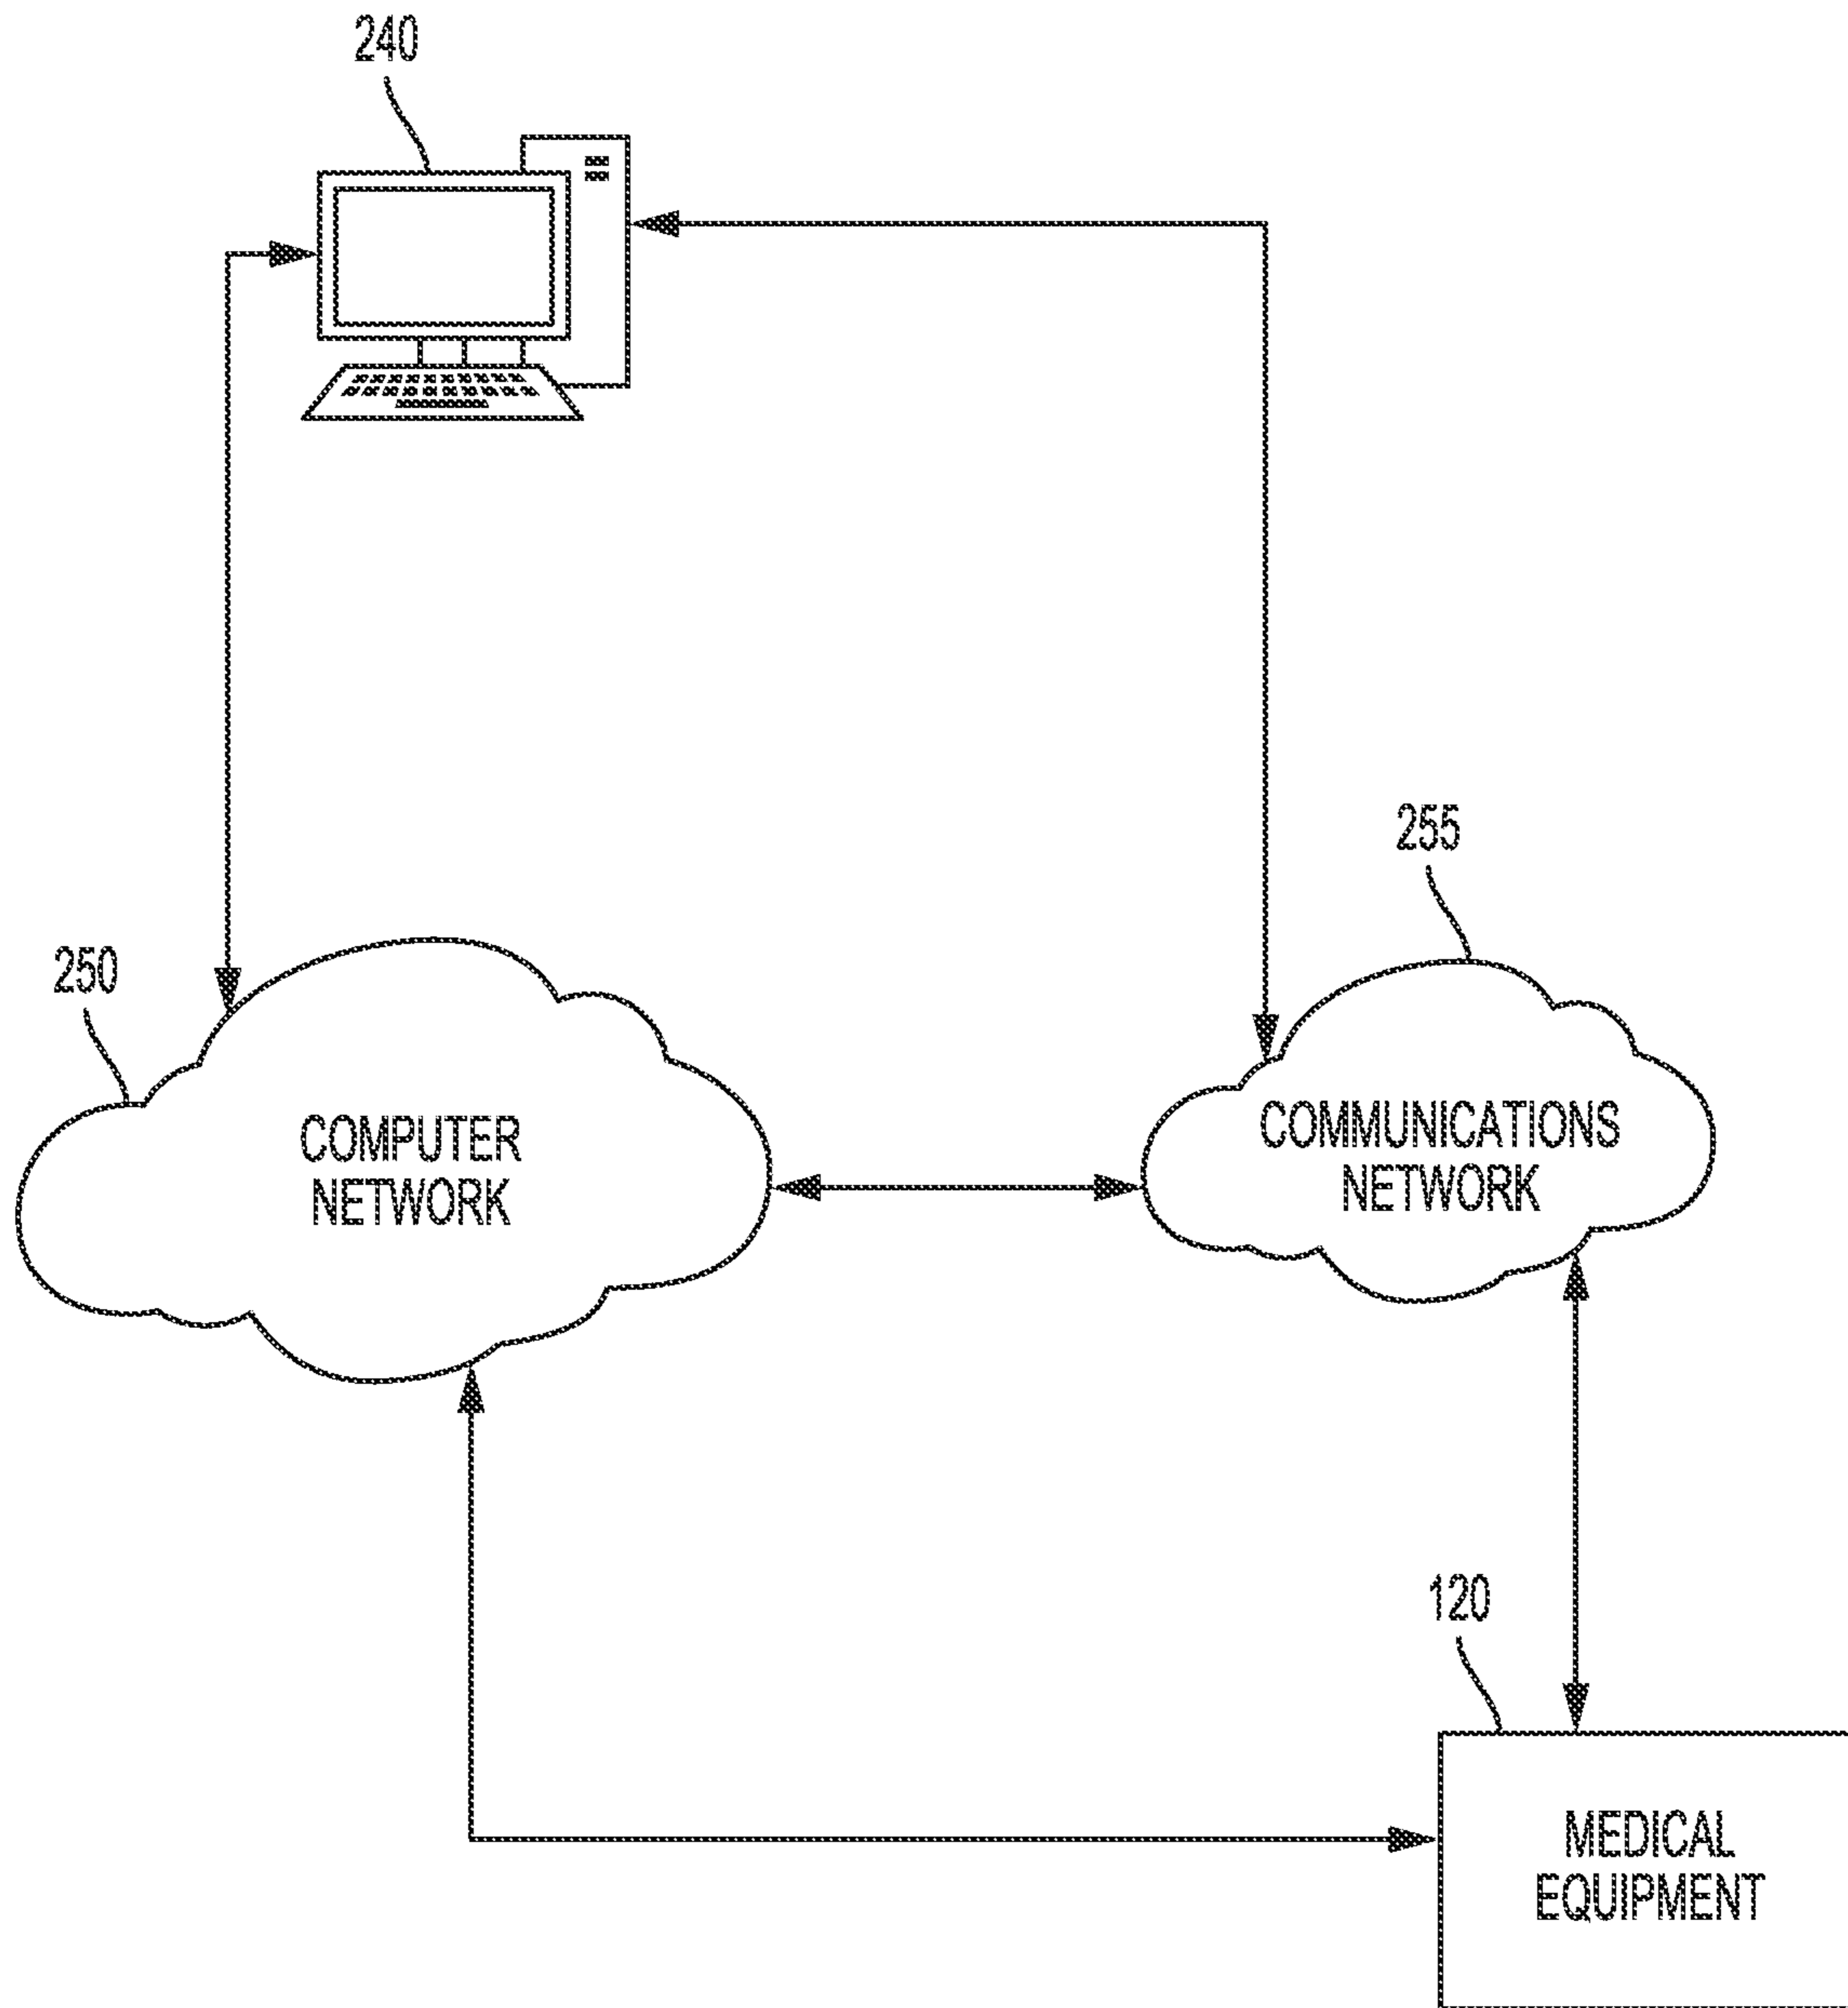 240
255
250
COMPUTER
NETWORK
COMMUNICATIONS
NETWORK
120
MEDICAL
EQUIPMENT